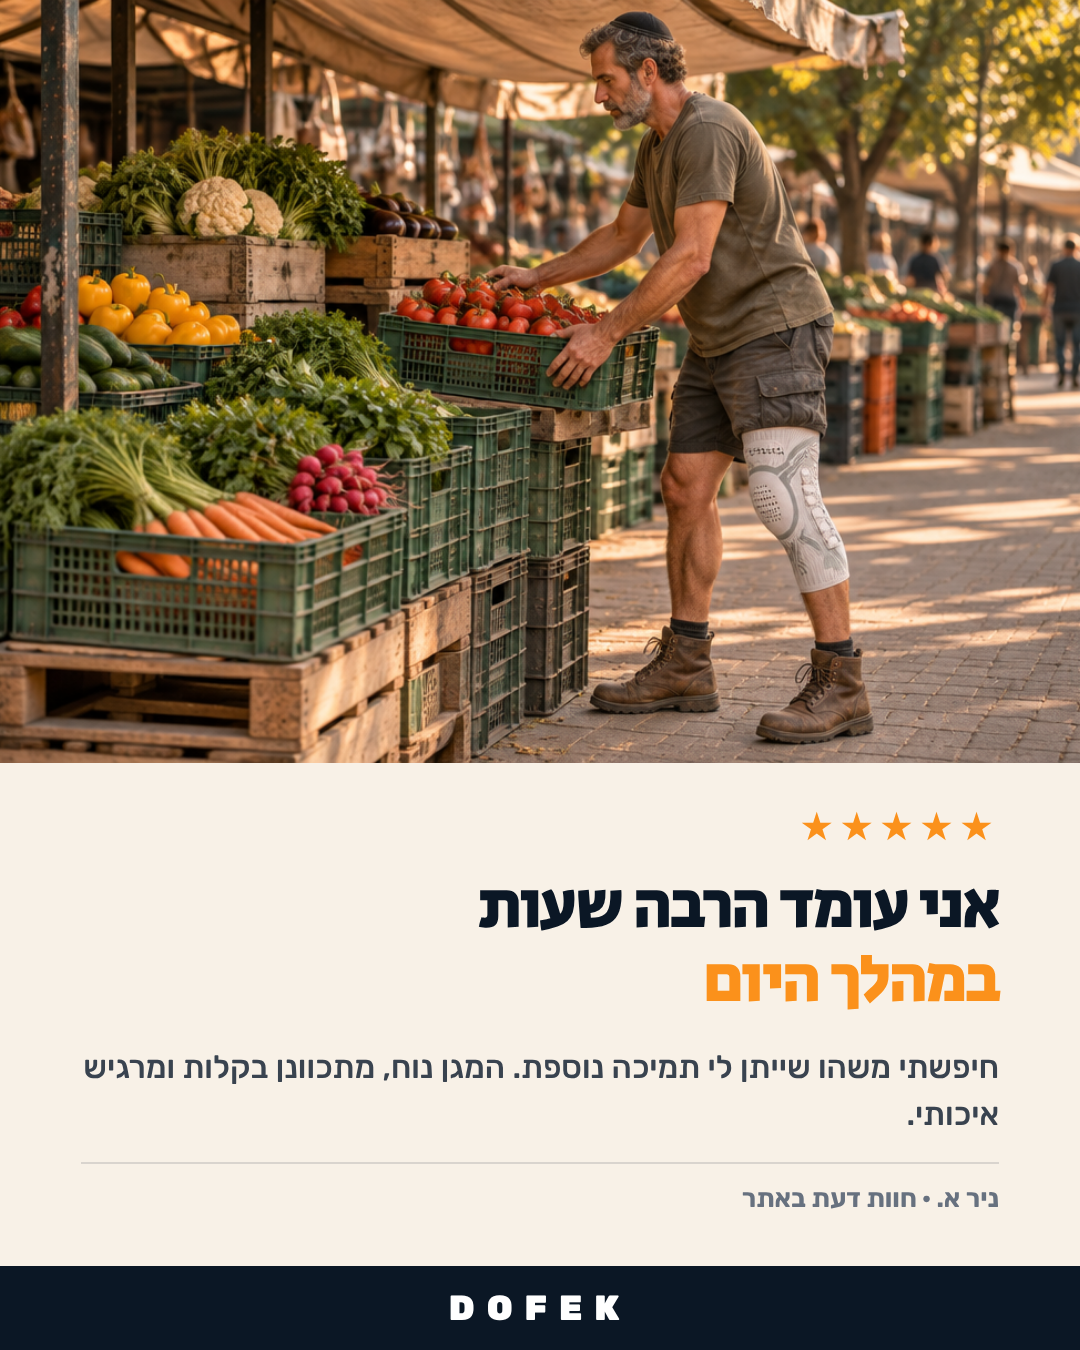 ★★★★★
אני עומד הרבה שעות
במהלך היום
חיפשתי משהו שייתן לי תמיכה נוספת. המגן נוח, מתכוונן בקלות ומרגיש
איכותי.
ניר א. • חוות דעת באתר
DOFEK